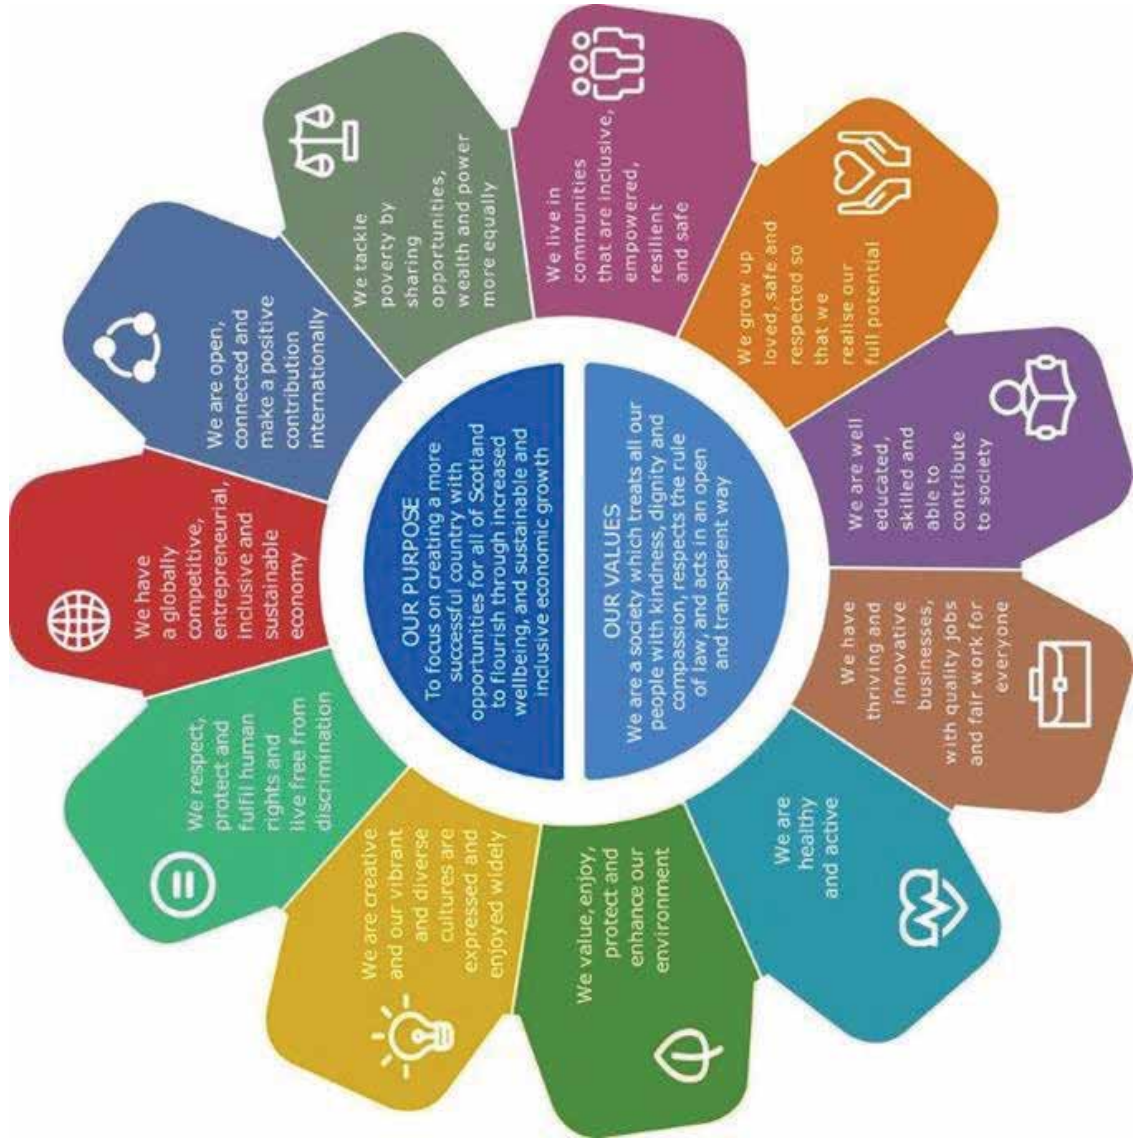 OUR PURPOSE
To focus on creating a more
successful country with
opportunities for all of Scotland
to flourish through increased
wellbeing, and sustainable and
inclusive economic growth
OUR VALUES
We are a society which treats all our
people with kindness, dignity and
compassion, respects the rule
of law, and acts in an open
and transparent way
We have
a globally
competitive,
entrepreneurial,
inclusive and
sustainable
economy
We are open,
connected and
make a positive
contribution
internationally
We tackle
poverty by
sharing
opportunities,
wealth and power
more equally
We live in
communities
that are inclusive,
empowered,
resilient
and safe
We grow up
loved, safe and
respected so
that we
realise our
full potential
We are well
educated,
skilled and
able to
contribute
to society
We have
thriving and
innovative
businesses,
with quality jobs
and fair work for
everyone
We are
healthy
and active
We value, enjoy,
protect and
enhance our
environment
We are creative
and our vibrant
and diverse
cultures are
expressed and
enjoyed widely
We respect,
protect and
fulfil human
rights and
live free from
discrimination